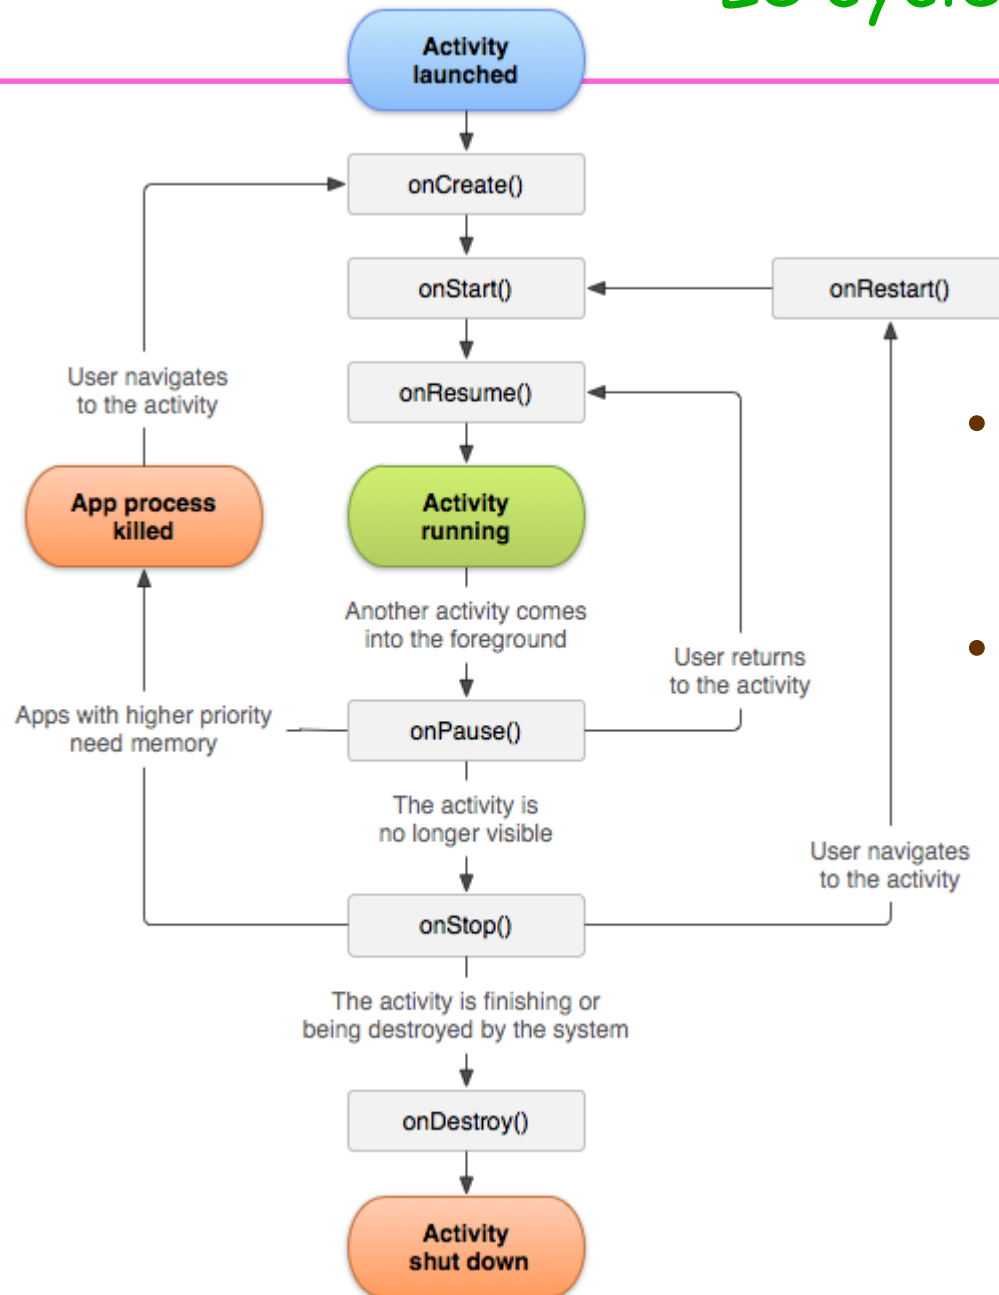 Activity
launched
onCreate()
onStart()
onRestart()
onResume()
User navigates
to the activity
App process
killed
Activity
running
Another activity comes
into the foreground
User returns
to the activity
Apps with higher priority
need memory
onPause()
The activity is
no longer visible
User navigates
to the activity
onStop()
The activity is finishing or
being destroyed by the system
onDestroy()
Activity
shut down